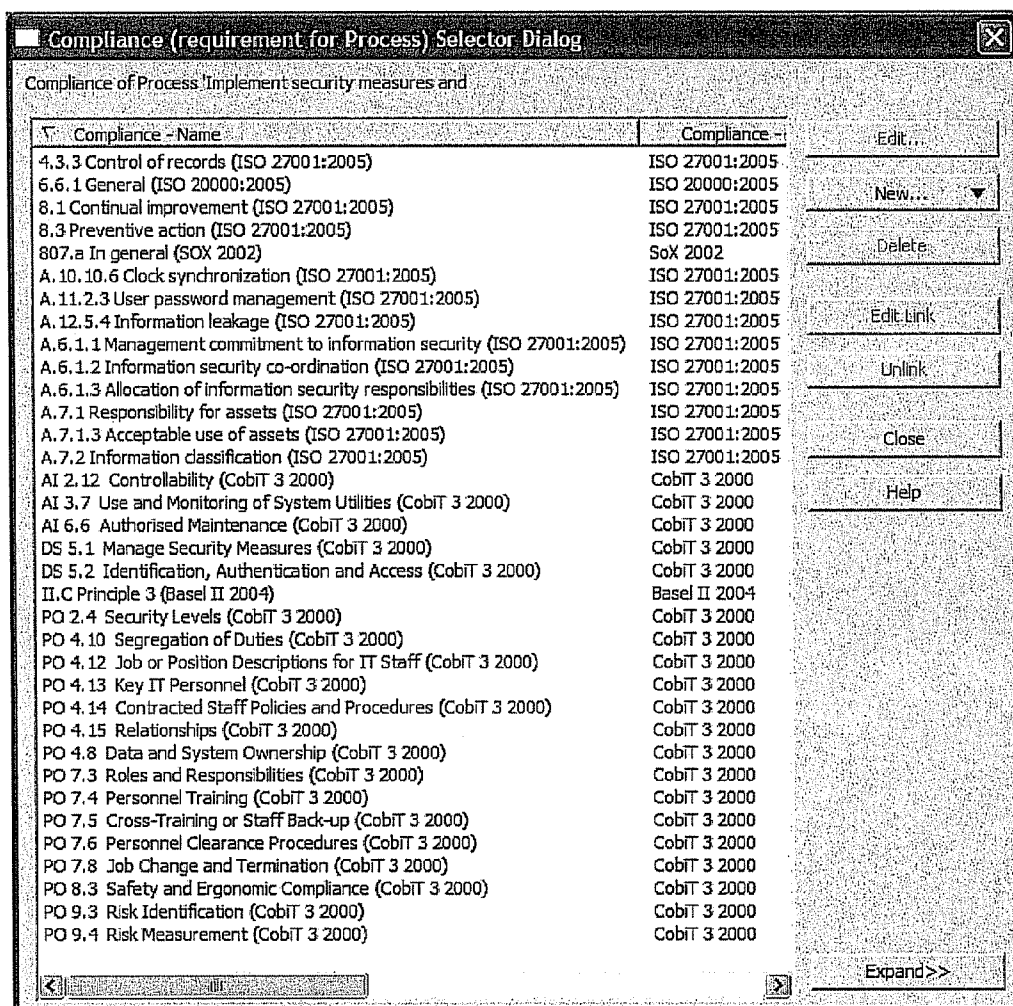 Compliance (requirement for Process) Selector Dialog
Compliance of Process 'Implement security measures and
Compliance - Name Compliance -
4.3.3 Control of records (ISO 27001:2005) ISO 27001:2005
6.6.1 General (ISO 20000:2005) ISO 20000:2005
8.1 Continual improvement (ISO 27001:2005) ISO 27001:2005
8.3 Preventive action (ISO 27001:2005) ISO 27001:2005
807.a In general (SOX 2002) SoX 2002
A.10.10.6 Clock synchronization (ISO 27001:2005) ISO 27001:2005
A.11.2.3 User password management (ISO 27001:2005) ISO 27001:2005
A.12.5.4 Information leakage (ISO 27001:2005) ISO 27001:2005
A.6.1.1 Management commitment to information security (ISO 27001:2005) ISO 27001:2005
A.6.1.2 Information security co-ordination (ISO 27001:2005) ISO 27001:2005
A.6.1.3 Allocation of information security responsibilities (ISO 27001:2005) ISO 27001:2005
A.7.1 Responsibility for assets (ISO 27001:2005) ISO 27001:2005
A.7.1.3 Acceptable use of assets (ISO 27001:2005) ISO 27001:2005
A.7.2 Information classification (ISO 27001:2005) ISO 27001:2005
AI 2.12 Controllability (CobiT 3 2000) CobiT 3 2000
AI 3.7 Use and Monitoring of System Utilities (CobiT 3 2000) CobiT 3 2000
AI 6.6 Authorised Maintenance (CobiT 3 2000) CobiT 3 2000
DS 5.1 Manage Security Measures (CobiT 3 2000) CobiT 3 2000
DS 5.2 Identification, Authentication and Access (CobiT 3 2000) CobiT 3 2000
II.C Principle 3 (Basel II 2004) Basel II 2004
PO 2.4 Security Levels (CobiT 3 2000) CobiT 3 2000
PO 4.10 Segregation of Duties (CobiT 3 2000) CobiT 3 2000
PO 4.12 Job or Position Descriptions for IT Staff (CobiT 3 2000) CobiT 3 2000
PO 4.13 Key IT Personnel (CobiT 3 2000) CobiT 3 2000
PO 4.14 Contracted Staff Policies and Procedures (CobiT 3 2000) CobiT 3 2000
PO 4.15 Relationships (CobiT 3 2000) CobiT 3 2000
PO 4.8 Data and System Ownership (CobiT 3 2000) CobiT 3 2000
PO 7.3 Roles and Responsibilities (CobiT 3 2000) CobiT 3 2000
PO 7.4 Personnel Training (CobiT 3 2000) CobiT 3 2000
PO 7.5 Cross-Training or Staff Back-up (CobiT 3 2000) CobiT 3 2000
PO 7.6 Personnel Clearance Procedures (CobiT 3 2000) CobiT 3 2000
PO 7.8 Job Change and Termination (CobiT 3 2000) CobiT 3 2000
PO 8.3 Safety and Ergonomic Compliance (CobiT 3 2000) CobiT 3 2000
PO 9.3 Risk Identification (CobiT 3 2000) CobiT 3 2000
PO 9.4 Risk Measurement (CobiT 3 2000) CobiT 3 2000
Edit...
New...
Delete
Edit Link
Unlink
Close
Help
Expand>>